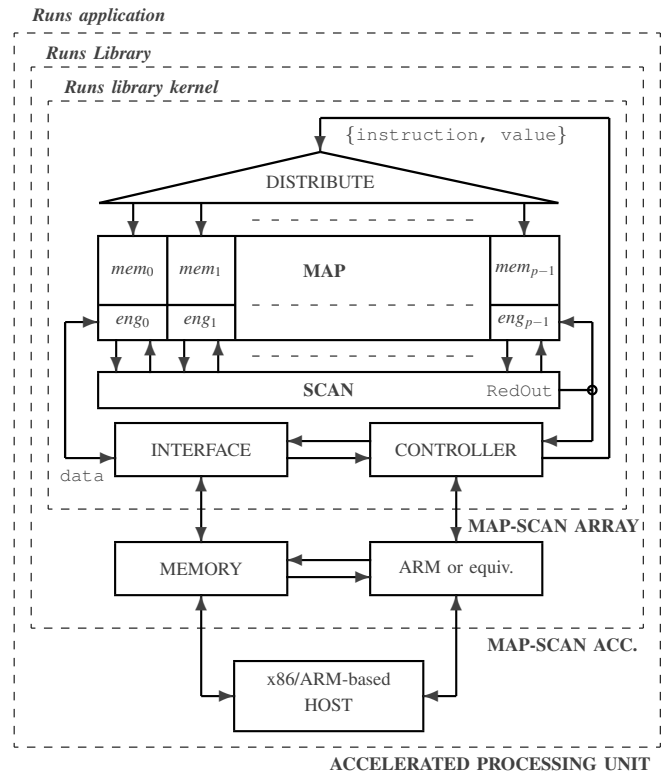 Runs application
Runs Library
Runs library kernel
{instruction, value}
DISTRIBUTE
mem0 mem1 MAP memp−1
eng0 eng1 engp−1
SCAN RedOut
INTERFACE CONTROLLER
data
MAP-SCAN ARRAY
MEMORY ARM or equiv.
MAP-SCAN ACC.
x86/ARM-based
HOST
ACCELERATED PROCESSING UNIT